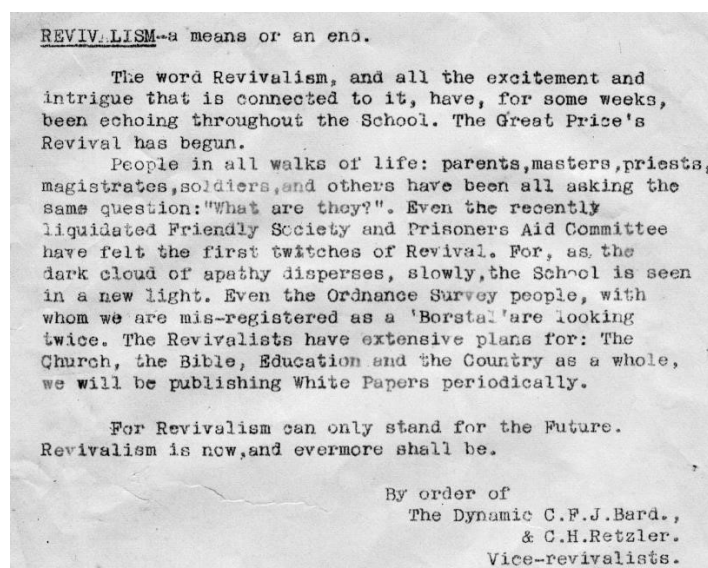 REVIVALISM-a means or an end.
The word Revivalism, and all the excitement and
intrigue that is connected to it, have, for some weeks,
been echoing throughout the School. The Great Price's
Revival has begun.
People in all walks of life: parents,masters,priests,
magistrates,soldiers,and others have been all asking the
same question:"What are they?". Even the recently
liquidated Friendly Society and Prisoners Aid Committee
have felt the first twitches of Revival. For, as, the
dark cloud of apathy disperses, slowly,the School is seen
in a new light. Even the Ordnance Survey people, with
whom we are mis-registered as a 'Borstal'are looking
twice. The Revivalists have extensive plans for: The
Church, the Bible, Education and the Country as a whole,
we will be publishing White Papers periodically.
For Revivalism can only stand for the Future.
Revivalism is now,and evermore shall be.
By order of
The Dynamic C.F.J.Bard.,
& C.H.Retzler.
Vice-revivalists.